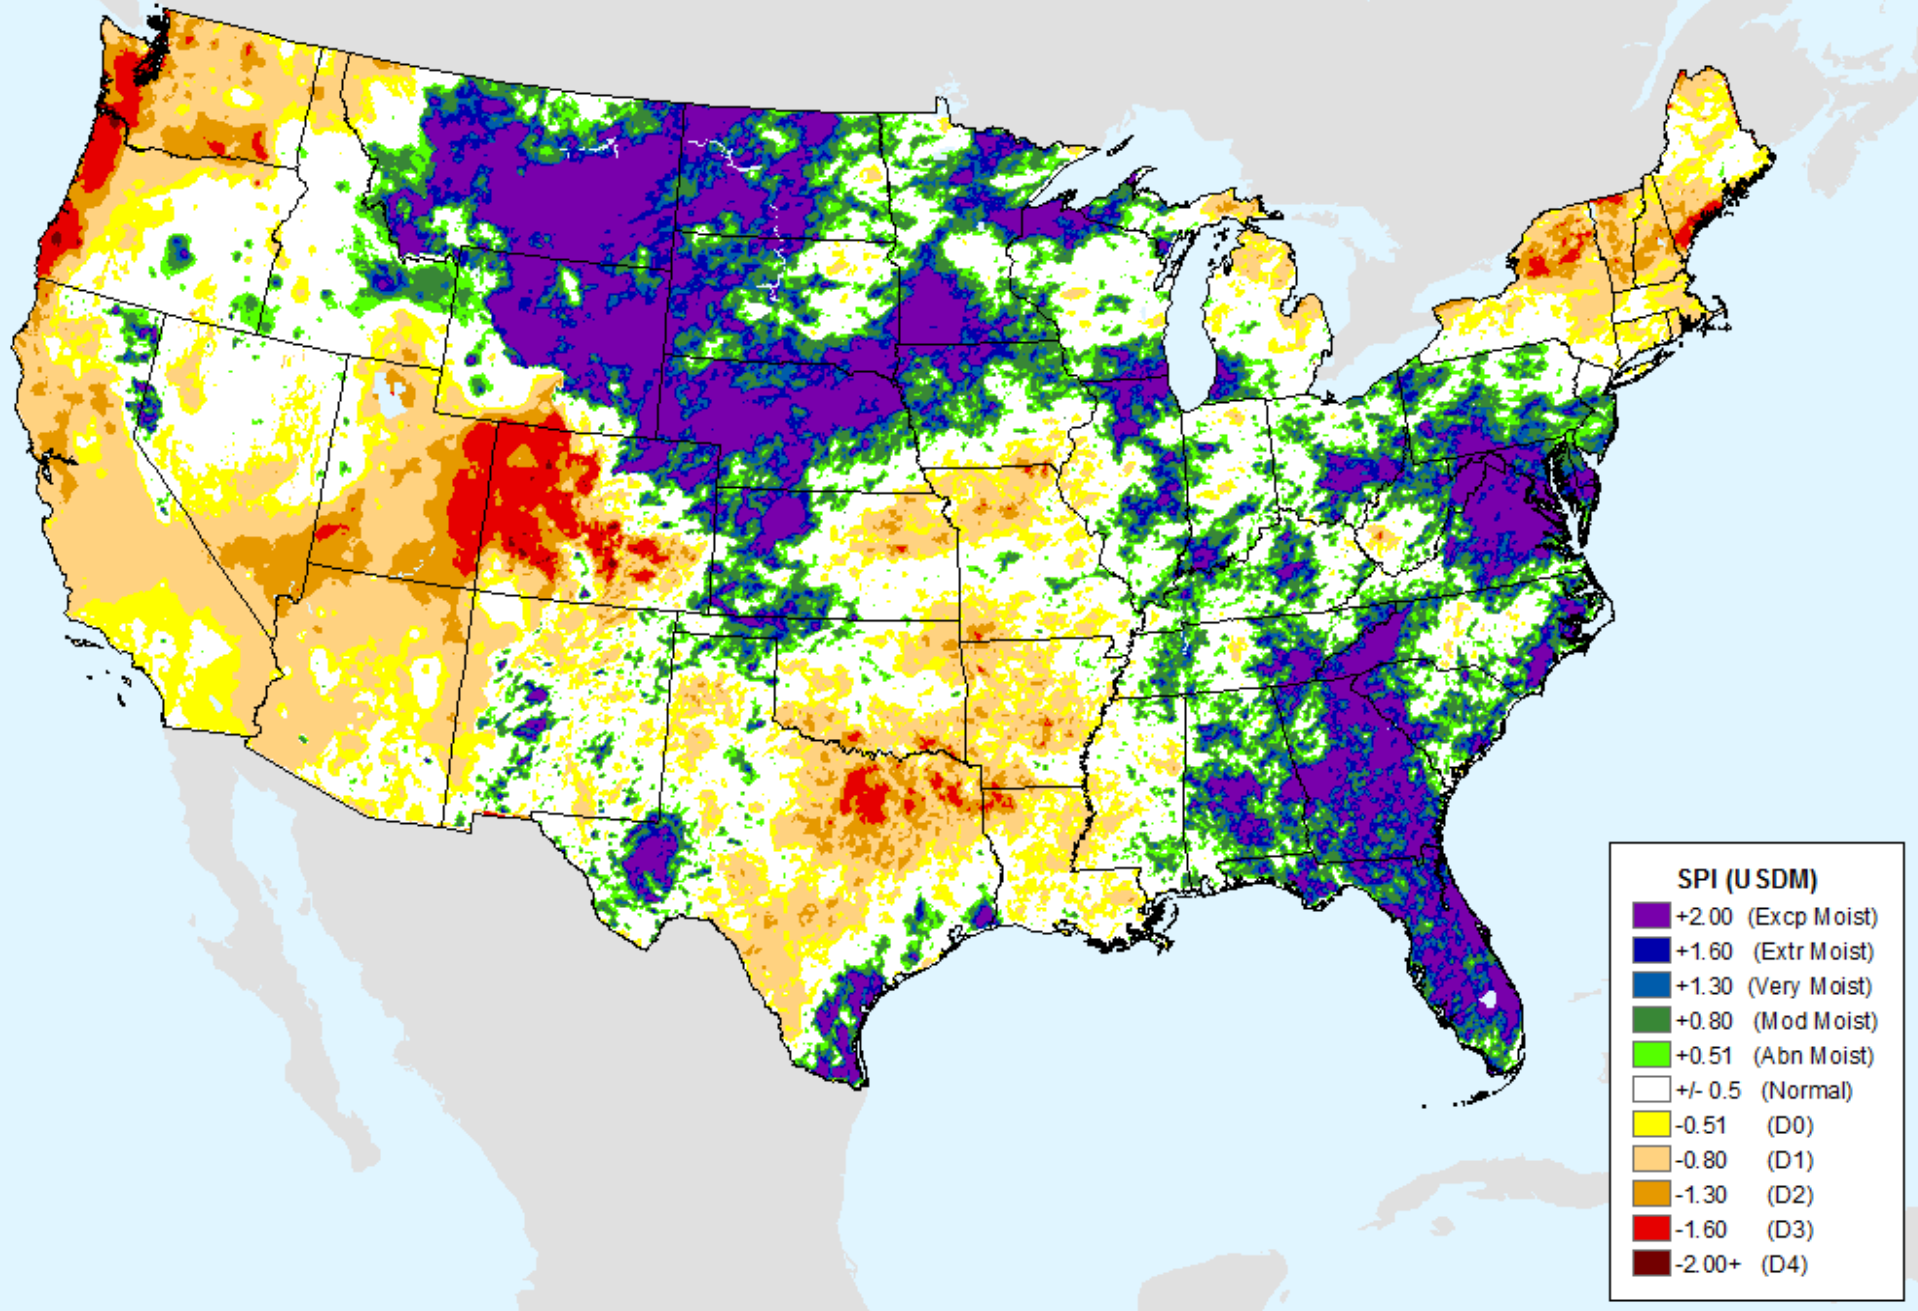 SPI (USDM)
+2.00 (Excp Moist)
+1.60 (Extr Moist)
+1.30 (Very Moist)
+0.80 (Mod Moist)
+0.51 (Abn Moist)
+/- 0.5 (Normal)
-0.51 (D0)
-0.80 (D1)
-1.30 (D2)
-1.60 (D3)
-2.00+ (D4)